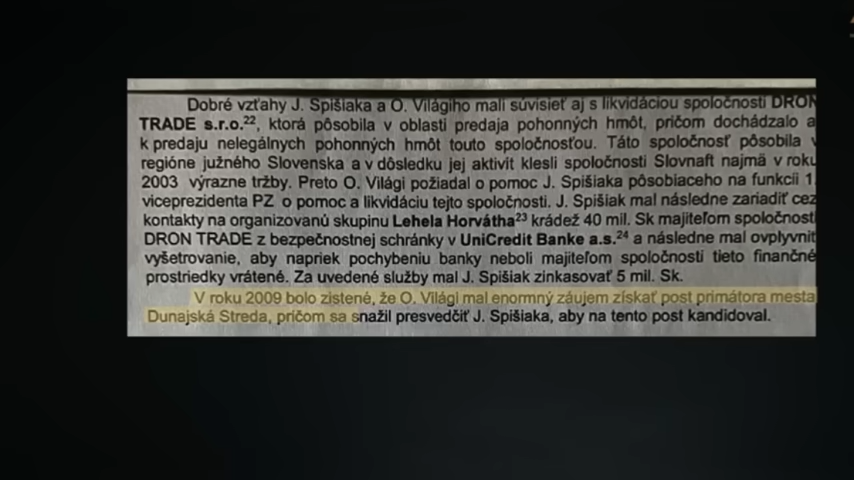 Dobré vzťahy J. Spišiaka a O. Világiho mali súvisieť aj s likvidáciou spoločnosti DRON
TRADE s.r.o.²², ktorá pôsobila v oblasti predaja pohonných hmôt, pričom dochádzalo a
k predaju nelegálnych pohonných hmôt touto spoločnosťou. Táto spoločnosť pôsobila v
regióne južného Slovenska a v dôsledku jej aktivít klesli spoločnosti Slovnaft najmä v roku
2003 výrazne tržby. Preto O. Világi požiadal o pomoc J. Spišiaka pôsobiaceho na funkcii 1.
viceprezidenta PZ o pomoc a likvidáciu tejto spoločnosti. J. Spišiak mal následne zariadiť cez
kontakty na organizovanú skupinu Lehela Horvátha²³ krádež 40 mil. Sk majiteľom spoločnosti
DRON TRADE z bezpečnostnej schránky v UniCredit Banke a.s.²⁴ a následne mal ovplyvniť
vyšetrovanie, aby napriek pochybeniu banky neboli majiteľom spoločnosti tieto finančné
prostriedky vrátené. Za uvedené služby mal J. Spišiak zinkasovať 5 mil. Sk.
V roku 2009 bolo zistené, že O. Világi mal enormný záujem získať post primátora mesta
Dunajská Streda, pričom sa snažil presvedčiť J. Spišiaka, aby na tento post kandidoval.